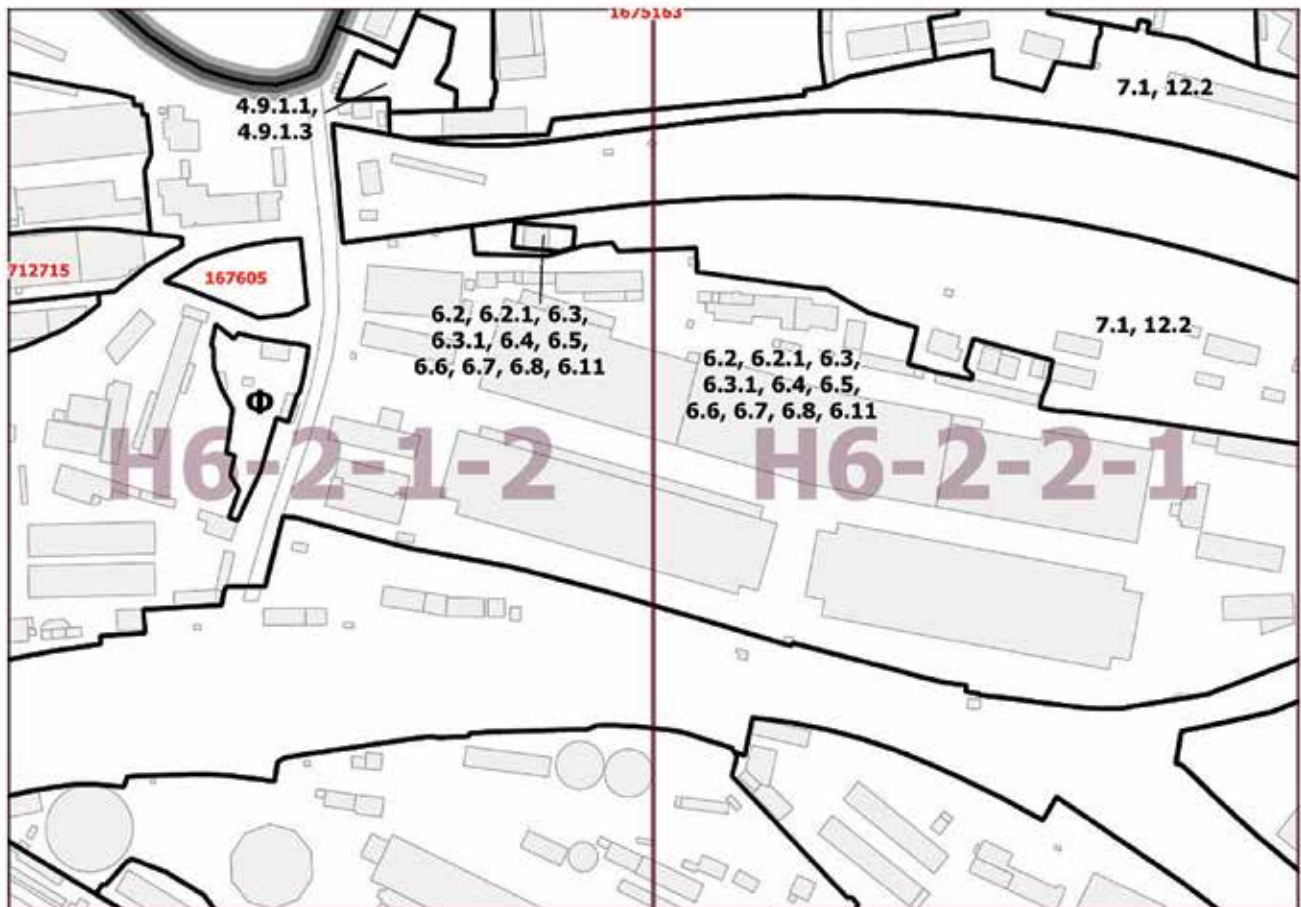 1675163
7.1, 12.2
4.9.1.1,
4.9.1.3
712715
167605
6.2, 6.2.1, 6.3,
6.3.1, 6.4, 6.5,
6.6, 6.7, 6.8, 6.11
7.1, 12.2
6.2, 6.2.1, 6.3,
6.3.1, 6.4, 6.5,
6.6, 6.7, 6.8, 6.11
Ф
Н6-2-1-2
Н6-2-2-1